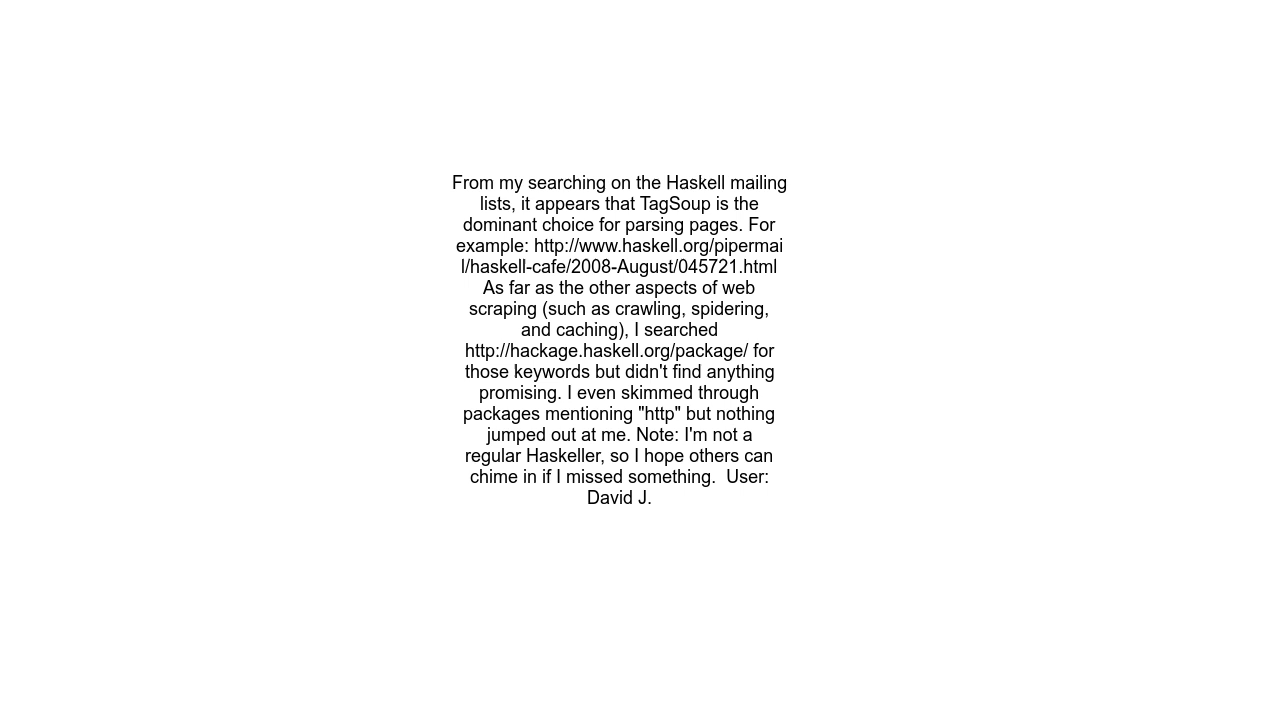 From my searching on the Haskell mailing
lists, it appears that TagSoup is the
dominant choice for parsing pages. For
example: http://www.haskell.org/pipermai
l/haskell-cafe/2008-August/045721.html
As far as the other aspects of web
scraping (such as crawling, spidering,
and caching), I searched
http://hackage.haskell.org/package/ for
those keywords but didn't find anything
promising. I even skimmed through
packages mentioning "http" but nothing
jumped out at me. Note: I'm not a
regular Haskeller, so I hope others can
chime in if I missed something.  User:
David J.